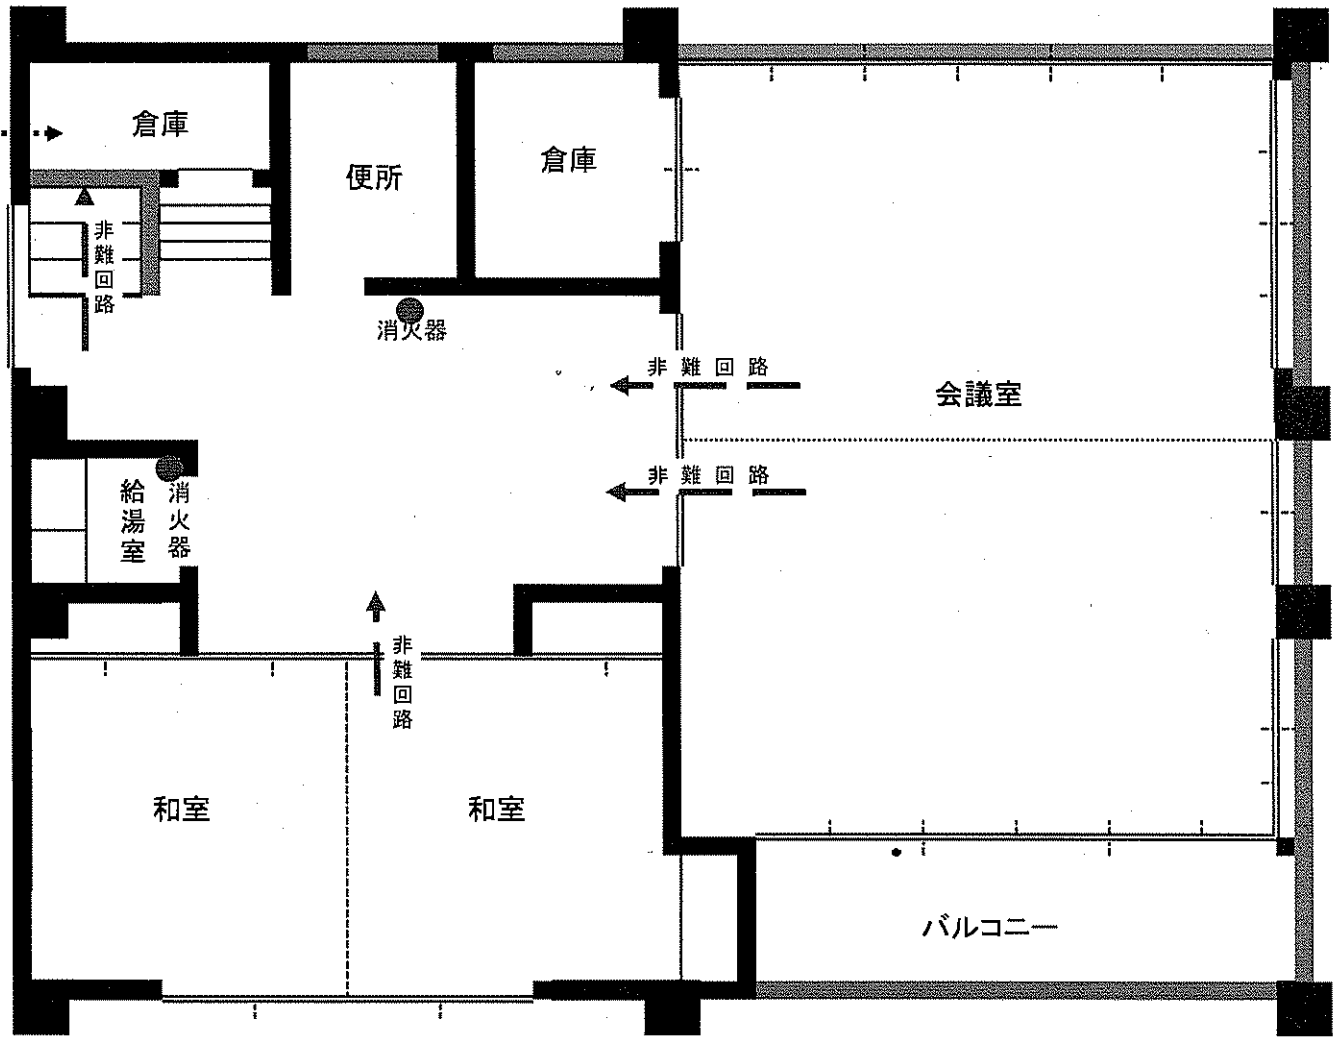 倉庫
便所
倉庫
非難回路
消火器
非難回路
会議室
非難回路
給湯室
消火器
非難回路
和室
和室
バルコニー